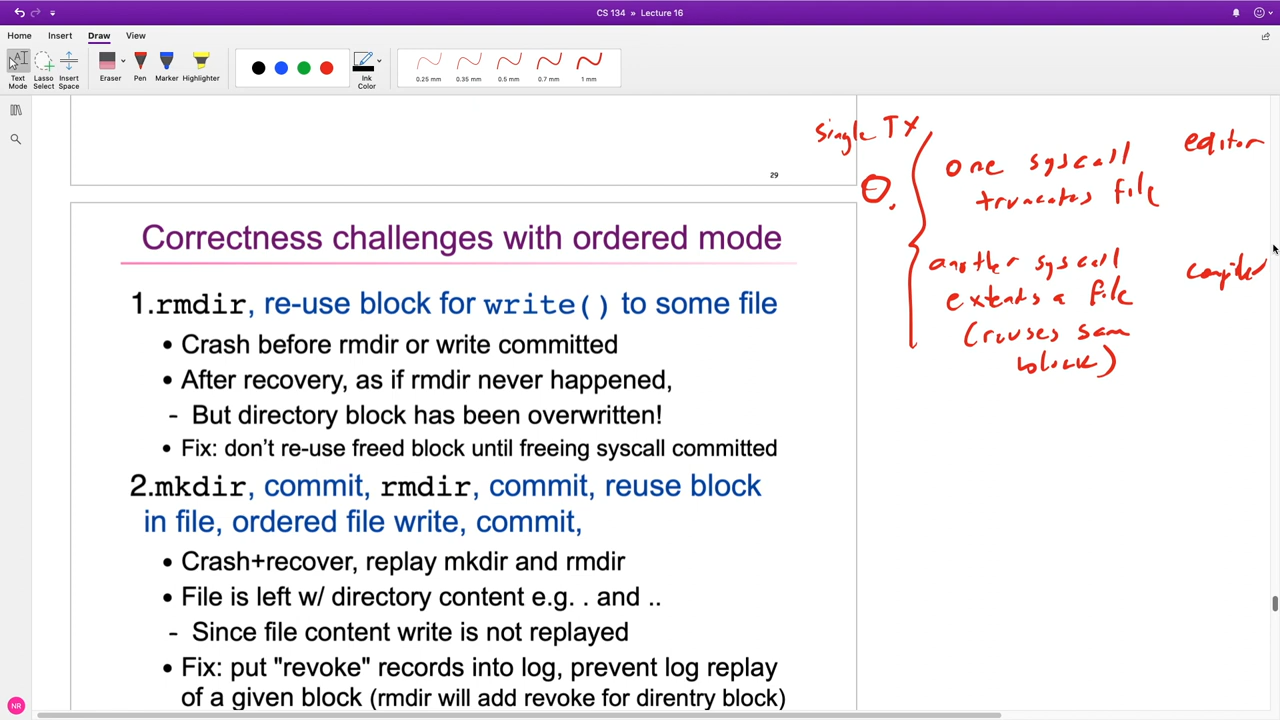 CS 134 » Lecture 16
Home Insert Draw View
Text Mode
Lasso Select
Insert Space
Eraser
Pen
Marker
Highlighter
Ink Color
0.25 mm 0.35 mm 0.5 mm 0.7 mm 1 mm
29
Correctness challenges with ordered mode
1.rmdir, re-use block for write() to some file
• Crash before rmdir or write committed
• After recovery, as if rmdir never happened,
- But directory block has been overwritten!
• Fix: don't re-use freed block until freeing syscall committed
2.mkdir, commit, rmdir, commit, reuse block
in file, ordered file write, commit,
• Crash+recover, replay mkdir and rmdir
• File is left w/ directory content e.g. . and ..
- Since file content write is not replayed
• Fix: put "revoke" records into log, prevent log replay
of a given block (rmdir will add revoke for direntry block)
single TX
0.
one syscall
truncates file
editor
another syscall
extends a file
(reuses same
block)
compiler
NR